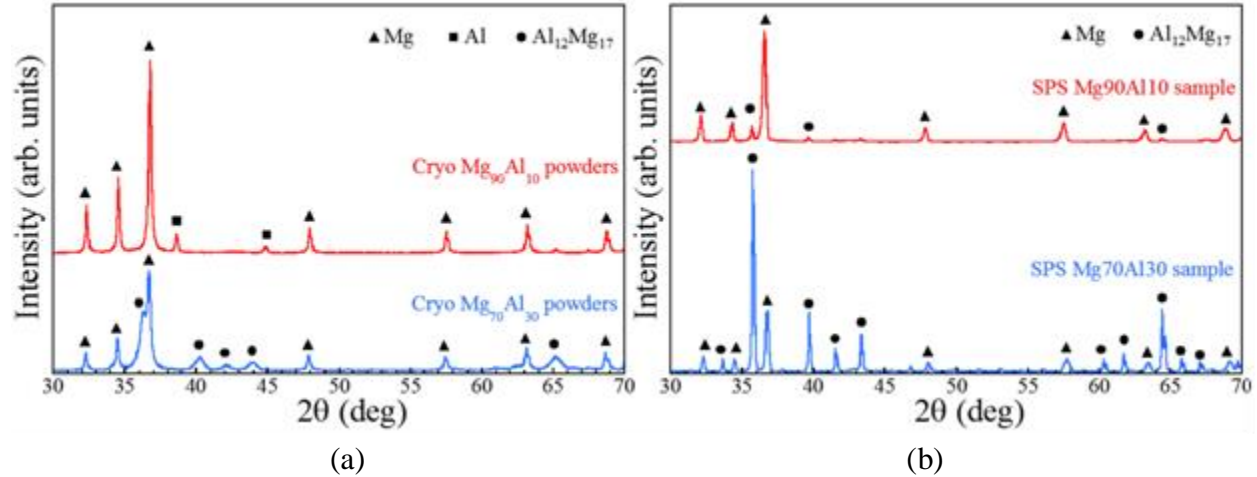 ▲ Mg ■ Al ● Al₁₂Mg₁₇
Cryo Mg₉₀Al₁₀ powders
Cryo Mg₇₀Al₃₀ powders
Intensity (arb. units)
30 35 40 45 50 55 60 65 70
2θ (deg)
(a)
▲ Mg ● Al₁₂Mg₁₇
SPS Mg90Al10 sample
SPS Mg70Al30 sample
Intensity (arb. units)
30 35 40 45 50 55 60 65 70
2θ (deg)
(b)